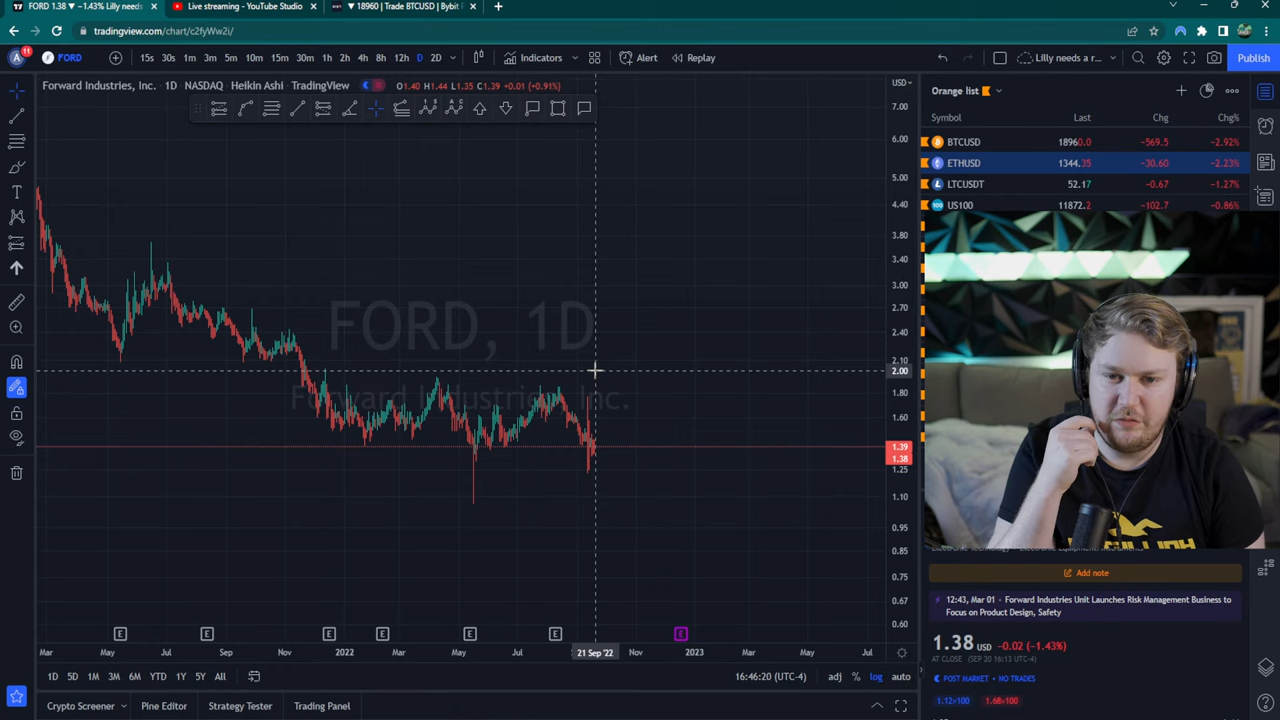 FORD 1.38 ▼ −1.43% Lilly needs
Live streaming - YouTube Studio
▼ 18960 | Trade BTCUSD | Bybit
tradingview.com/chart/c2fyWw2i/
11
FORD
15s 30s 1m 3m 5m 10m 15m 30m 1h 2h 4h 8h 12h D 2D
Indicators
Alert
Replay
Lilly needs a r...
Publish
Forward Industries, Inc. 1D NASDAQ Heikin Ashi TradingView
O1.40 H1.44 L1.35 C1.39 +0.01 (+0.91%)
USD
7.00
6.00
5.00
4.40
3.80
3.40
3.00
2.70
2.40
2.10
2.00
1.80
1.60
1.39
1.38
1.25
1.10
0.95
0.85
0.75
0.67
0.60
FORD, 1D
Forward Industries, Inc.
E E E E E E E
Mar May Jul Sep Nov 2022 Mar May Jul 21 Sep '22 Nov 2023 Mar May Jul
1D 5D 1M 3M 6M YTD 1Y 5Y All
16:46:20 (UTC-4)
adj % log auto
Crypto Screener
Pine Editor
Strategy Tester
Trading Panel
Orange list
Symbol Last Chg Chg%
BTCUSD 18960.0 −569.5 −2.92%
ETHUSD 1344.35 −30.60 −2.23%
LTCUSDT 52.17 −0.67 −1.27%
US100 11872.2 −102.7 −0.86%
Add note
12:43, Mar 01 • Forward Industries Unit Launches Risk Management Business to
Focus on Product Design, Safety
1.38 USD −0.02 (−1.43%)
AT CLOSE (SEP 20 16:13 UTC-4)
POST MARKET • NO TRADES
1.12×100
1.68×100